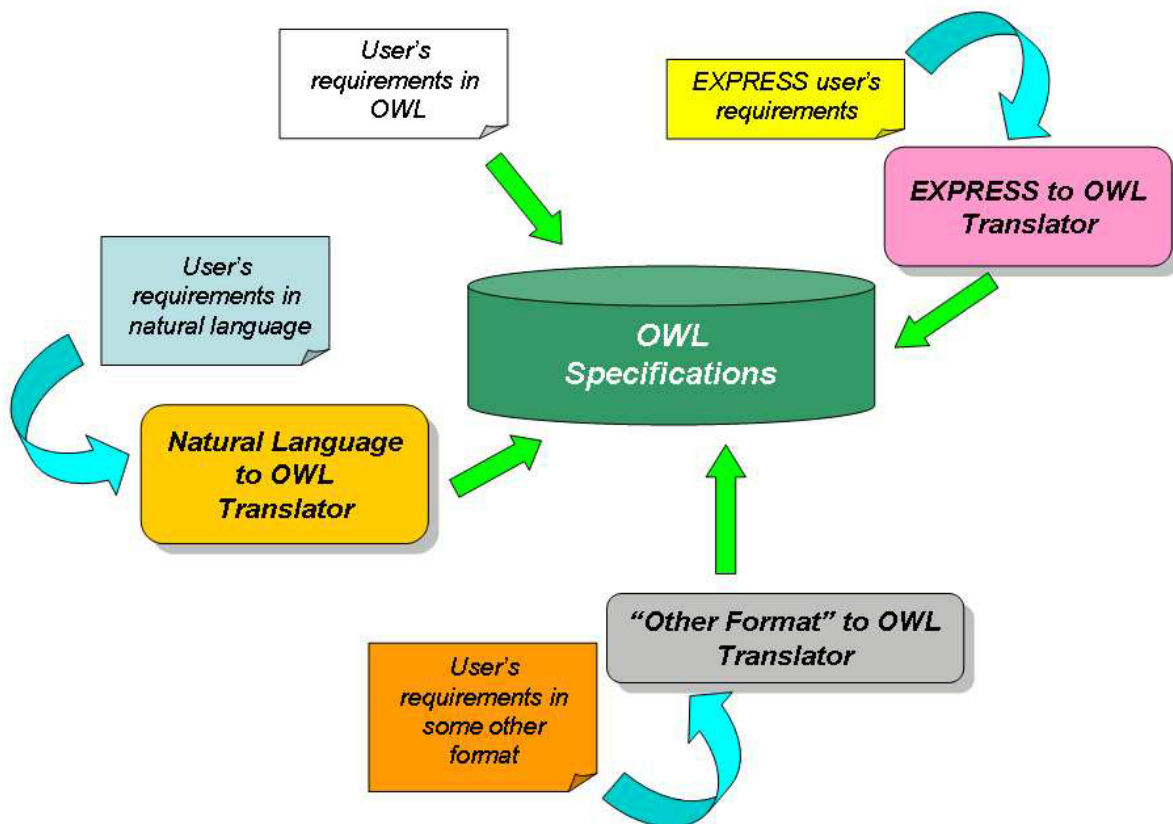 User's
requirements in
OWL
EXPRESS user's
requirements
EXPRESS to OWL
Translator
User's
requirements in
natural language
OWL
Specifications
Natural Language
to OWL
Translator
“Other Format” to OWL
Translator
User's
requirements in
some other
format